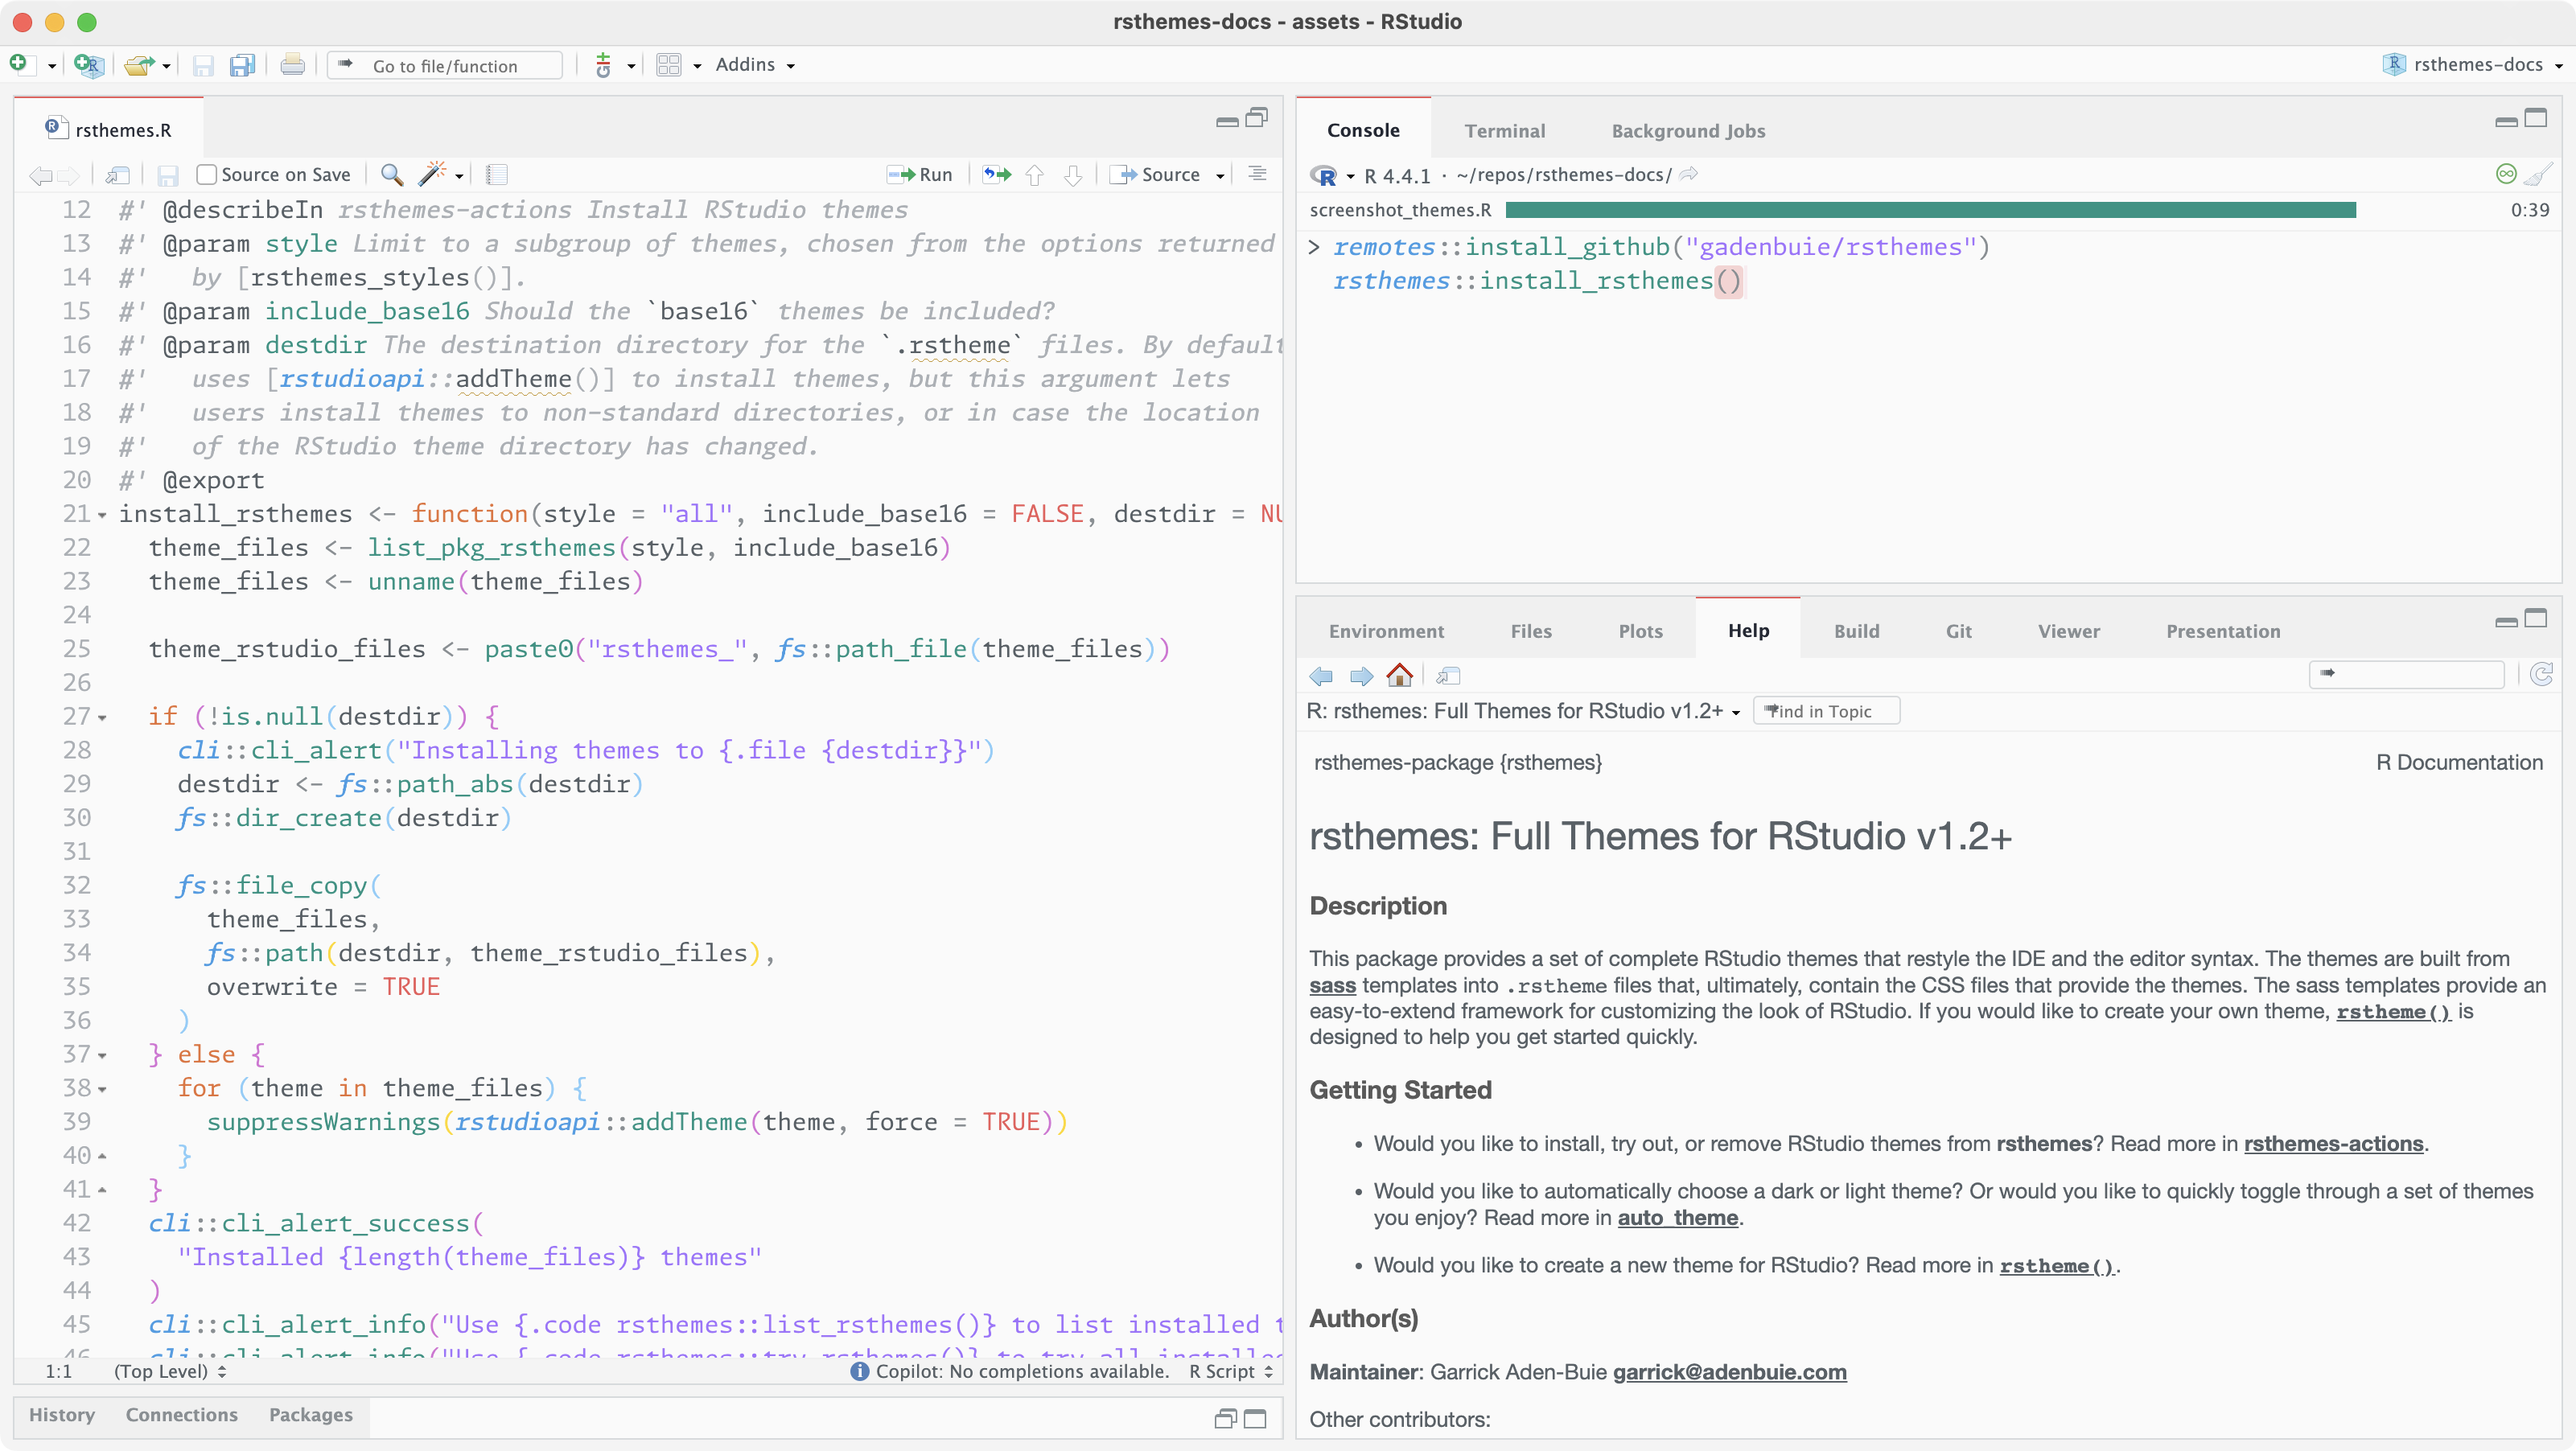 rsthemes-docs - assets - RStudio
Go to file/function
Addins
rsthemes-docs
rsthemes.R
Source on Save
Run
Source
12 #' @describeIn rsthemes-actions Install RStudio themes
13 #' @param style Limit to a subgroup of themes, chosen from the options returned
14 #'   by [rsthemes_styles()].
15 #' @param include_base16 Should the `base16` themes be included?
16 #' @param destdir The destination directory for the `.rstheme` files. By default
17 #'   uses [rstudioapi::addTheme()] to install themes, but this argument lets
18 #'   users install themes to non-standard directories, or in case the location
19 #'   of the RStudio theme directory has changed.
20 #' @export
21 install_rsthemes <- function(style = "all", include_base16 = FALSE, destdir = NU
22   theme_files <- list_pkg_rsthemes(style, include_base16)
23   theme_files <- unname(theme_files)
24
25   theme_rstudio_files <- paste0("rsthemes_", fs::path_file(theme_files))
26
27   if (!is.null(destdir)) {
28     cli::cli_alert("Installing themes to {.file {destdir}}")
29     destdir <- fs::path_abs(destdir)
30     fs::dir_create(destdir)
31
32     fs::file_copy(
33       theme_files,
34       fs::path(destdir, theme_rstudio_files),
35       overwrite = TRUE
36     )
37   } else {
38     for (theme in theme_files) {
39       suppressWarnings(rstudioapi::addTheme(theme, force = TRUE))
40     }
41   }
42   cli::cli_alert_success(
43     "Installed {length(theme_files)} themes"
44   )
45   cli::cli_alert_info("Use {.code rsthemes::list_rsthemes()} to list installed t
46   cli::cli_alert_info("Use {.code rsthemes::try_rsthemes()} to try all installed
1:1 (Top Level)
Copilot: No completions available. R Script
History Connections Packages
Console Terminal Background Jobs
R 4.4.1 · ~/repos/rsthemes-docs/
screenshot_themes.R 0:39
> remotes::install_github("gadenbuie/rsthemes")
rsthemes::install_rsthemes()
Environment Files Plots Help Build Git Viewer Presentation
R: rsthemes: Full Themes for RStudio v1.2+
Find in Topic
rsthemes-package {rsthemes} R Documentation
rsthemes: Full Themes for RStudio v1.2+
Description
This package provides a set of complete RStudio themes that restyle the IDE and the editor syntax. The themes are built from
sass templates into .rstheme files that, ultimately, contain the CSS files that provide the themes. The sass templates provide an
easy-to-extend framework for customizing the look of RStudio. If you would like to create your own theme, rstheme() is
designed to help you get started quickly.
Getting Started
• Would you like to install, try out, or remove RStudio themes from rsthemes? Read more in rsthemes-actions.
• Would you like to automatically choose a dark or light theme? Or would you like to quickly toggle through a set of themes
you enjoy? Read more in auto_theme.
• Would you like to create a new theme for RStudio? Read more in rstheme().
Author(s)
Maintainer: Garrick Aden-Buie garrick@adenbuie.com
Other contributors: